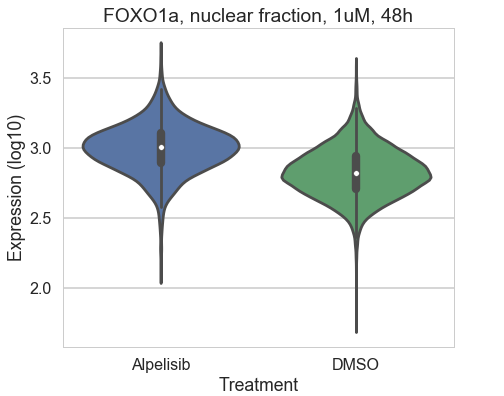 FOXO1a, nuclear fraction, 1uM, 48h
Expression (log10)
3.5
3.0
2.5
2.0
Alpelisib
DMSO
Treatment